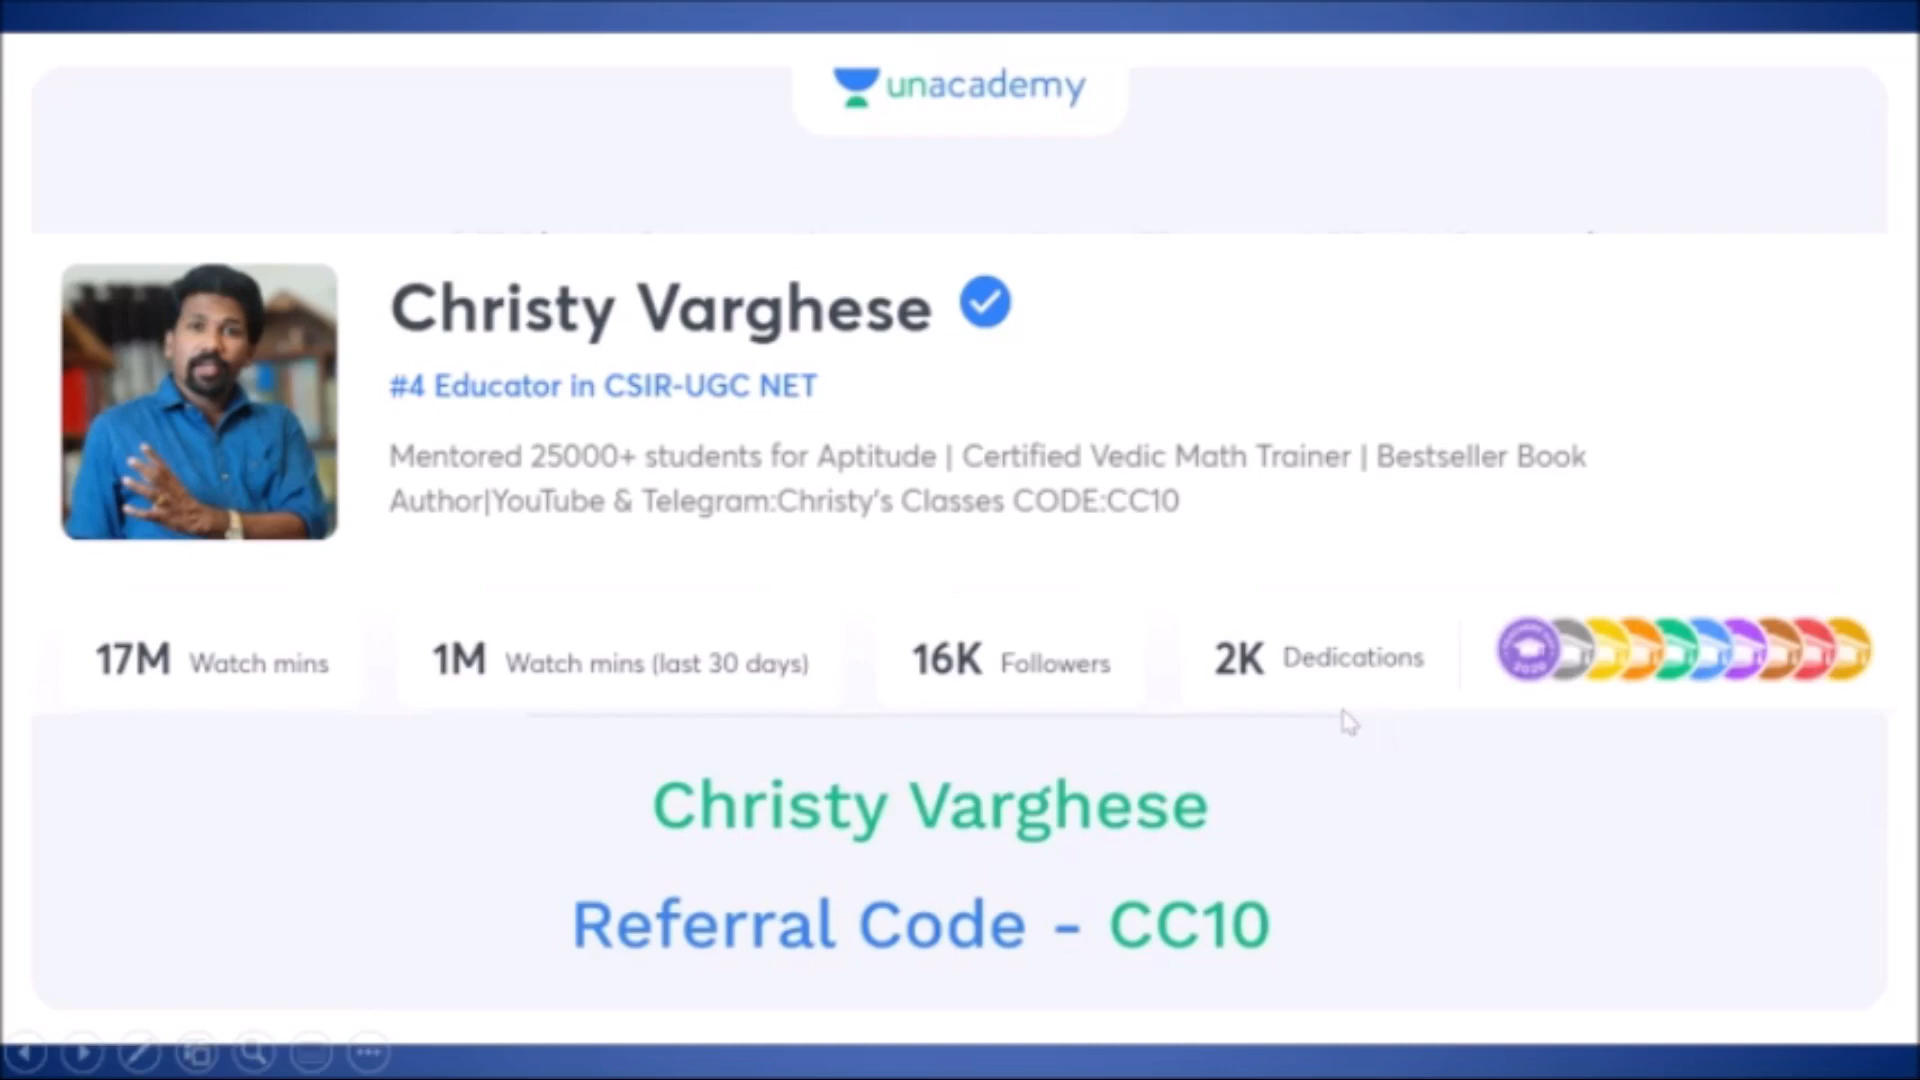 unacademy
Christy Varghese
#4 Educator in CSIR-UGC NET
Mentored 25000+ students for Aptitude | Certified Vedic Math Trainer | Bestseller Book
Author|YouTube & Telegram:Christy's Classes CODE:CC10
17M Watch mins
1M Watch mins (last 30 days)
16K Followers
2K Dedications
2020
Christy Varghese
Referral Code - CC10